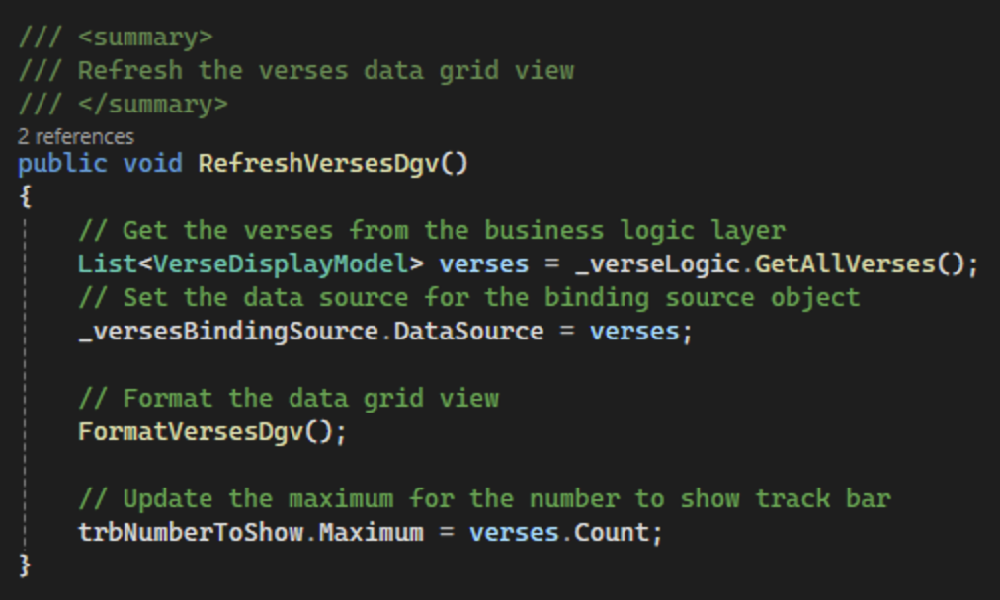 /// <summary>
/// Refresh the verses data grid view
/// </summary>
2 references
public void RefreshVersesDgv()
{
    // Get the verses from the business logic layer
    List<VerseDisplayModel> verses = _verseLogic.GetAllVerses();
    // Set the data source for the binding source object
    _versesBindingSource.DataSource = verses;

    // Format the data grid view
    FormatVersesDgv();

    // Update the maximum for the number to show track bar
    trbNumberToShow.Maximum = verses.Count;
}